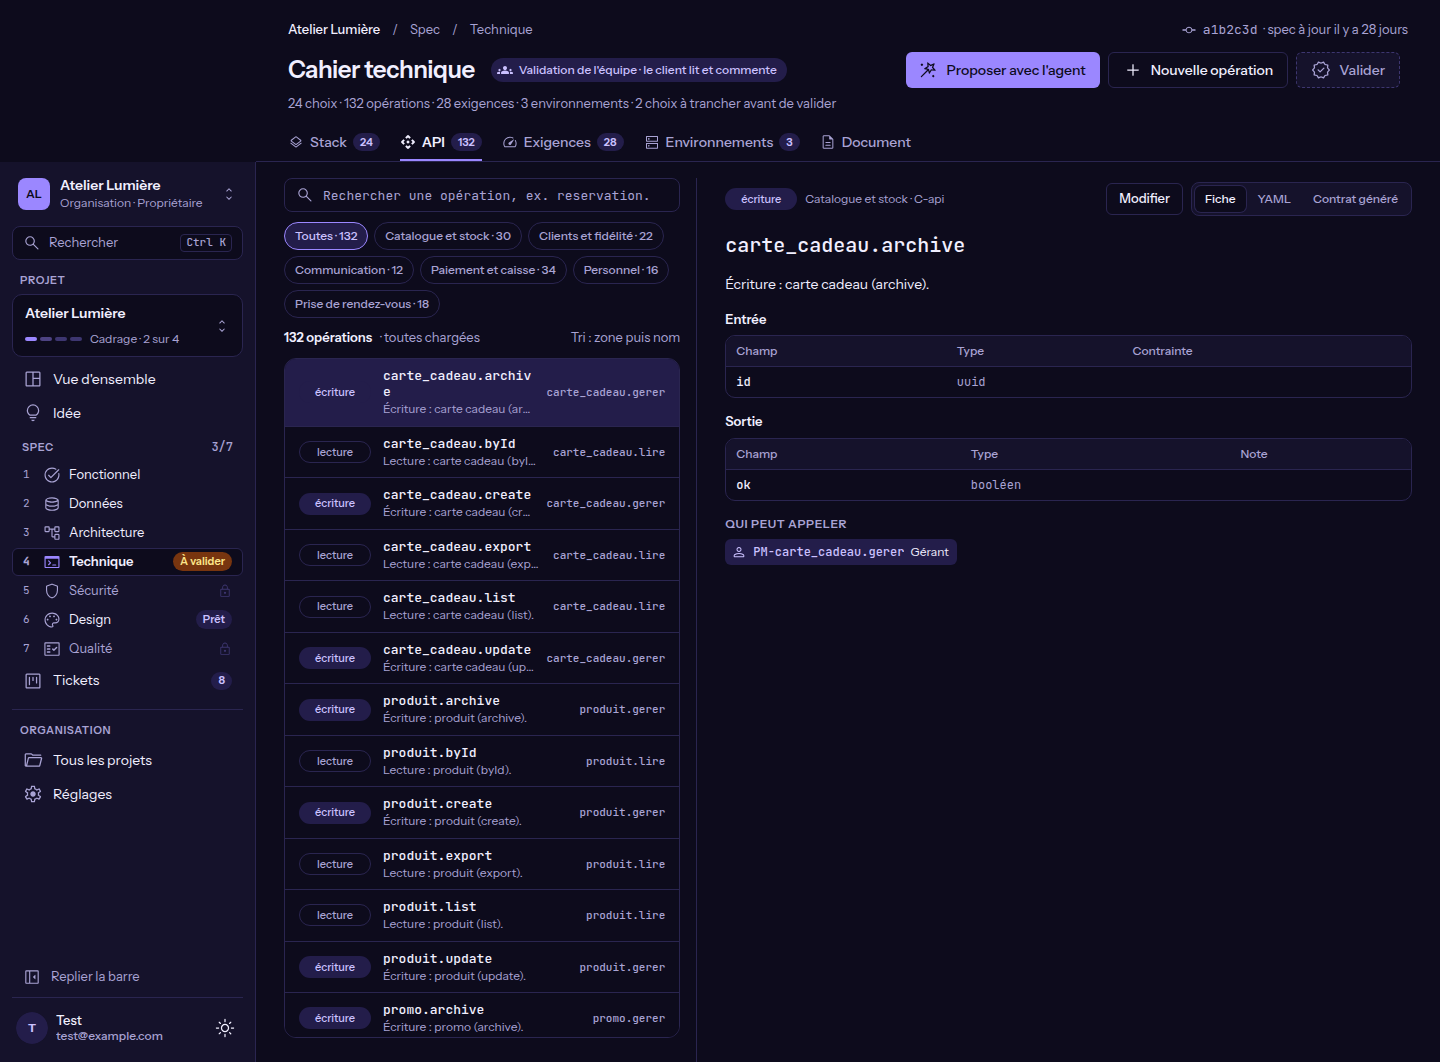 Atelier Lumière / Spec / Technique
a1b2c3d · spec à jour il y a 28 jours
Cahier technique
Validation de l'équipe · le client lit et commente
Proposer avec l'agent
Nouvelle opération
Valider
24 choix · 132 opérations · 28 exigences · 3 environnements · 2 choix à trancher avant de valider
Stack 24
API 132
Exigences 28
Environnements 3
Document
AL
Atelier Lumière
Organisation · Propriétaire
Rechercher Ctrl K
PROJET
Atelier Lumière
Cadrage · 2 sur 4
Vue d'ensemble
Idée
SPEC 3/7
1 Fonctionnel
2 Données
3 Architecture
4 Technique À valider
5 Sécurité
6 Design Prêt
7 Qualité
Tickets 8
ORGANISATION
Tous les projets
Réglages
Replier la barre
T
Test
test@example.com
Rechercher une opération, ex. reservation.
Toutes · 132
Catalogue et stock · 30
Clients et fidélité · 22
Communication · 12
Paiement et caisse · 34
Personnel · 16
Prise de rendez-vous · 18
132 opérations · toutes chargées
Tri : zone puis nom
écriture
carte_cadeau.archiv
e
Écriture : carte cadeau (ar…
carte_cadeau.gerer
lecture
carte_cadeau.byId
Lecture : carte cadeau (byI…
carte_cadeau.lire
écriture
carte_cadeau.create
Écriture : carte cadeau (cr…
carte_cadeau.gerer
lecture
carte_cadeau.export
Lecture : carte cadeau (exp…
carte_cadeau.lire
lecture
carte_cadeau.list
Lecture : carte cadeau (list).
carte_cadeau.lire
écriture
carte_cadeau.update
Écriture : carte cadeau (up…
carte_cadeau.gerer
écriture
produit.archive
Écriture : produit (archive).
produit.gerer
lecture
produit.byId
Lecture : produit (byId).
produit.lire
écriture
produit.create
Écriture : produit (create).
produit.gerer
lecture
produit.export
Lecture : produit (export).
produit.lire
lecture
produit.list
Lecture : produit (list).
produit.lire
écriture
produit.update
Écriture : produit (update).
produit.gerer
écriture
promo.archive
Écriture : promo (archive).
promo.gerer
écriture
Catalogue et stock · C-api
Modifier
Fiche
YAML
Contrat généré
carte_cadeau.archive
Écriture : carte cadeau (archive).
Entrée
Champ Type Contrainte
id uuid
Sortie
Champ Type Note
ok booléen
QUI PEUT APPELER
PM-carte_cadeau.gerer Gérant